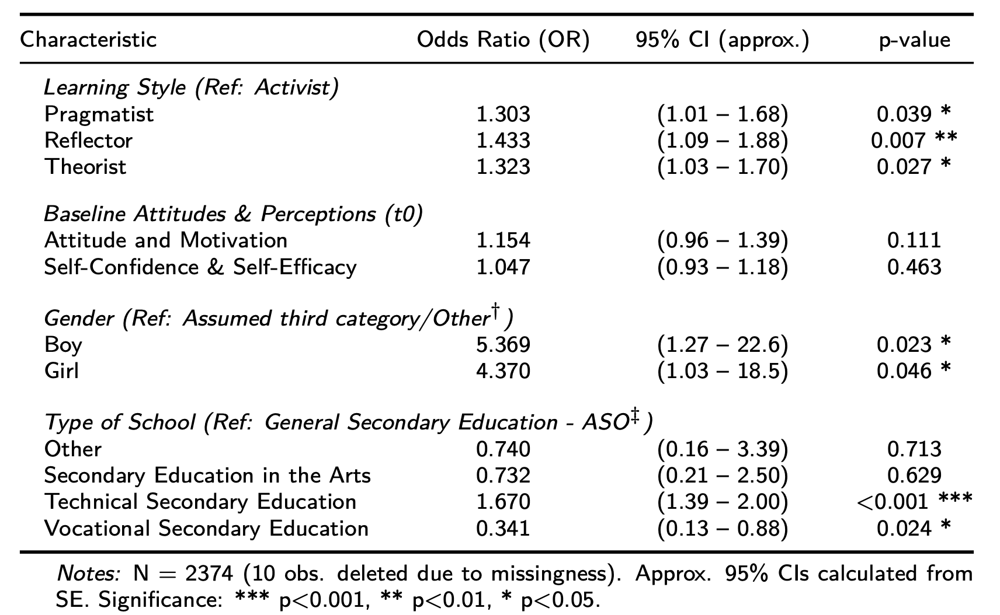 Characteristic Odds Ratio (OR) 95% CI (approx.) p-value
Learning Style (Ref: Activist)
Pragmatist 1.303 (1.01 – 1.68) 0.039 *
Reflector 1.433 (1.09 – 1.88) 0.007 **
Theorist 1.323 (1.03 – 1.70) 0.027 *
Baseline Attitudes & Perceptions (t0)
Attitude and Motivation 1.154 (0.96 – 1.39) 0.111
Self-Confidence & Self-Efficacy 1.047 (0.93 – 1.18) 0.463
Gender (Ref: Assumed third category/Other†)
Boy 5.369 (1.27 – 22.6) 0.023 *
Girl 4.370 (1.03 – 18.5) 0.046 *
Type of School (Ref: General Secondary Education - ASO‡)
Other 0.740 (0.16 – 3.39) 0.713
Secondary Education in the Arts 0.732 (0.21 – 2.50) 0.629
Technical Secondary Education 1.670 (1.39 – 2.00) <0.001 ***
Vocational Secondary Education 0.341 (0.13 – 0.88) 0.024 *
Notes: N = 2374 (10 obs. deleted due to missingness). Approx. 95% CIs calculated from
SE. Significance: *** p<0.001, ** p<0.01, * p<0.05.